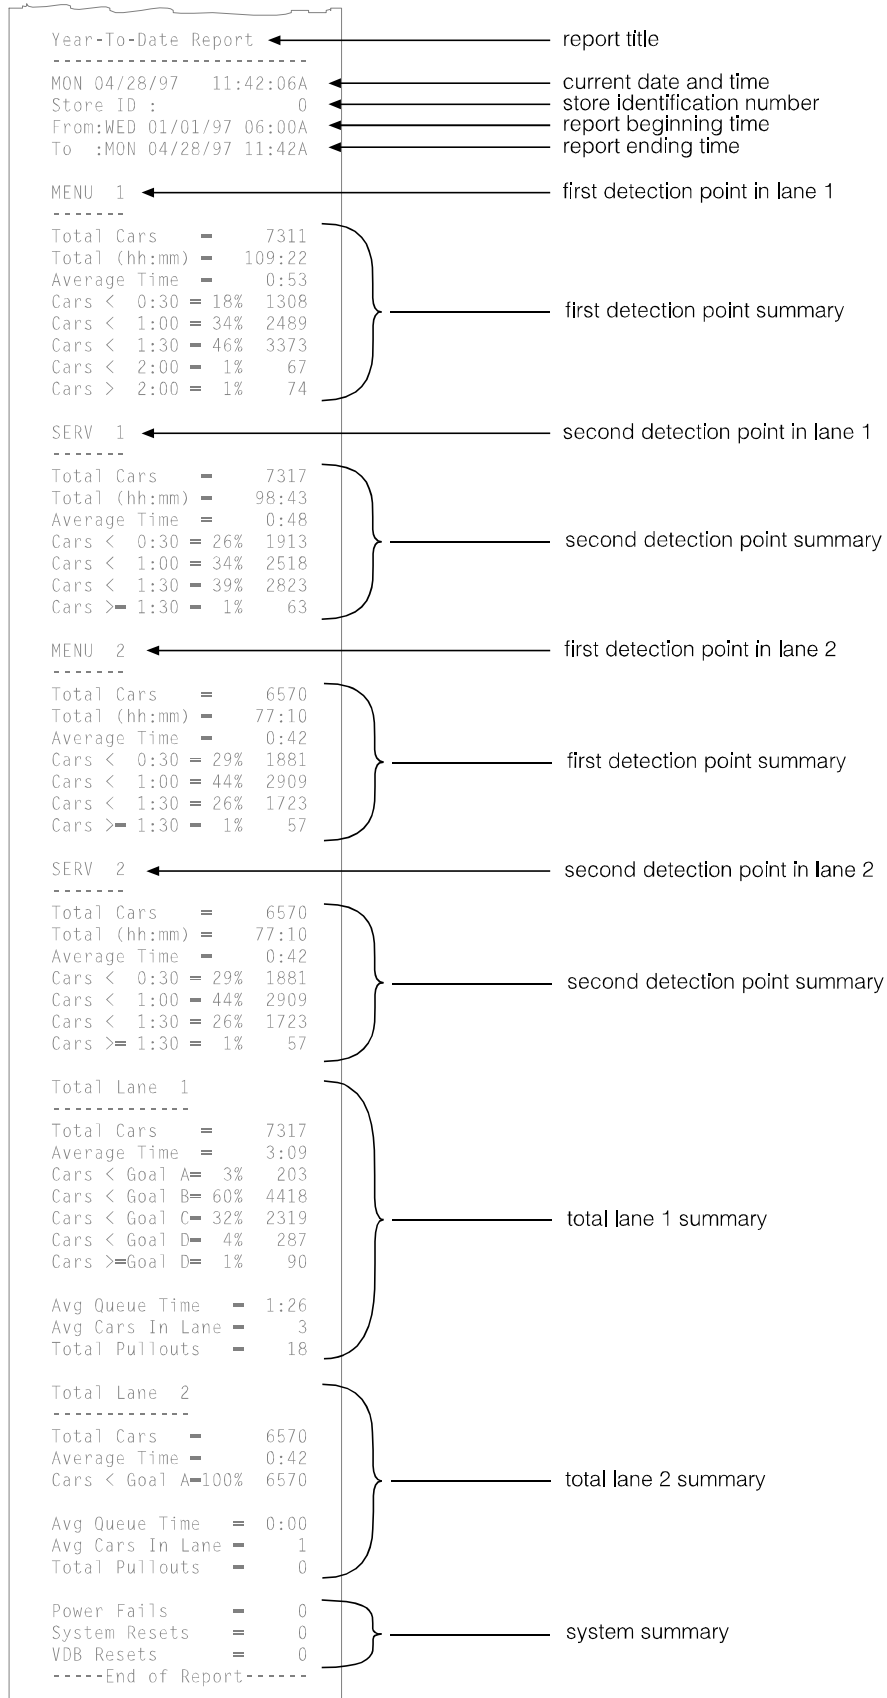 Year-To-Date Report report title
---------------------
MON 04/28/97 11:42:06A current date and time
Store ID : 0 store identification number
From:WED 01/01/97 06:00A report beginning time
To :MON 04/28/97 11:42A report ending time
MENU 1 first detection point in lane 1
-------
Total Cars = 7311
Total (hh:mm) = 109:22
Average Time = 0:53
Cars < 0:30 = 18% 1308 first detection point summary
Cars < 1:00 = 34% 2489
Cars < 1:30 = 46% 3373
Cars < 2:00 = 1% 67
Cars > 2:00 = 1% 74
SERV 1 second detection point in lane 1
-------
Total Cars = 7317
Total (hh:mm) = 98:43
Average Time = 0:48
Cars < 0:30 = 26% 1913 second detection point summary
Cars < 1:00 = 34% 2518
Cars < 1:30 = 39% 2823
Cars >= 1:30 = 1% 63
MENU 2 first detection point in lane 2
-------
Total Cars = 6570
Total (hh:mm) = 77:10
Average Time = 0:42
Cars < 0:30 = 29% 1881 first detection point summary
Cars < 1:00 = 44% 2909
Cars < 1:30 = 26% 1723
Cars >= 1:30 = 1% 57
SERV 2 second detection point in lane 2
-------
Total Cars = 6570
Total (hh:mm) = 77:10
Average Time = 0:42
Cars < 0:30 = 29% 1881 second detection point summary
Cars < 1:00 = 44% 2909
Cars < 1:30 = 26% 1723
Cars >= 1:30 = 1% 57
Total Lane 1
-------------
Total Cars = 7317
Average Time = 3:09
Cars < Goal A= 3% 203
Cars < Goal B= 60% 4418
Cars < Goal C= 32% 2319 total lane 1 summary
Cars < Goal D= 4% 287
Cars >=Goal D= 1% 90
Avg Queue Time = 1:26
Avg Cars In Lane = 3
Total Pullouts = 18
Total Lane 2
-------------
Total Cars = 6570
Average Time = 0:42
Cars < Goal A=100% 6570 total lane 2 summary
Avg Queue Time = 0:00
Avg Cars In Lane = 1
Total Pullouts = 0
Power Fails = 0
System Resets = 0 system summary
VDB Resets = 0
-----End of Report------